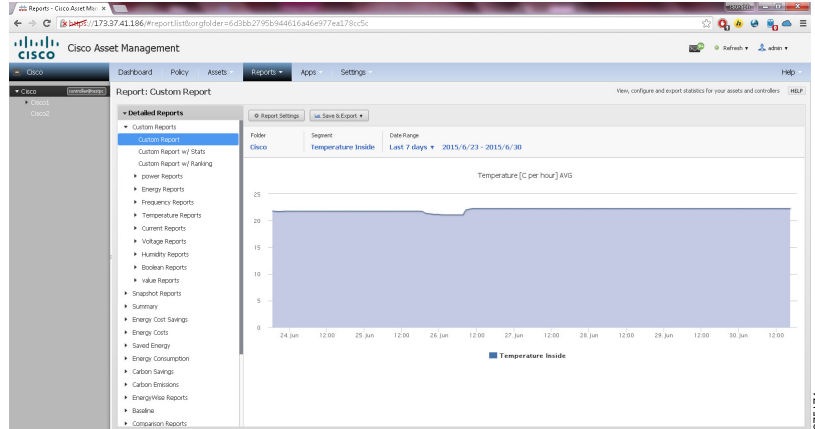 Reports - Cisco Asset Man
https://173.37.41.186/#report.list&orgfolder=6d3bb2795b944616a46e977ea178cc5c
CISCO Cisco Asset Management
Refresh admin
Cisco Dashboard Policy Assets Reports Apps Settings Help
Cisco
Cisco1
Cisco2
Report: Custom Report
View, configure and export statistics for your assets and controllers HELP
Detailed Reports
Custom Reports
Custom Report
Custom Report w/ Stats
Custom Report w/ Ranking
power Reports
Energy Reports
Frequency Reports
Temperature Reports
Current Reports
Voltage Reports
Humidity Reports
Boolean Reports
value Reports
Snapshot Reports
Summary
Energy Cost Savings
Energy Costs
Saved Energy
Energy Consumption
Carbon Savings
Carbon Emissions
EnergyWise Reports
Baseline
Comparison Reports
Report Settings Save & Export
Folder Segment Date Range
Cisco Temperature Inside Last 7 days 2015/6/23 - 2015/6/30
Temperature [C per hour] AVG
25
20
15
10
5
0
24. Jun 12:00 25. Jun 12:00 26. Jun 12:00 27. Jun 12:00 28. Jun 12:00 29. Jun 12:00 30. Jun 12:00
Temperature Inside